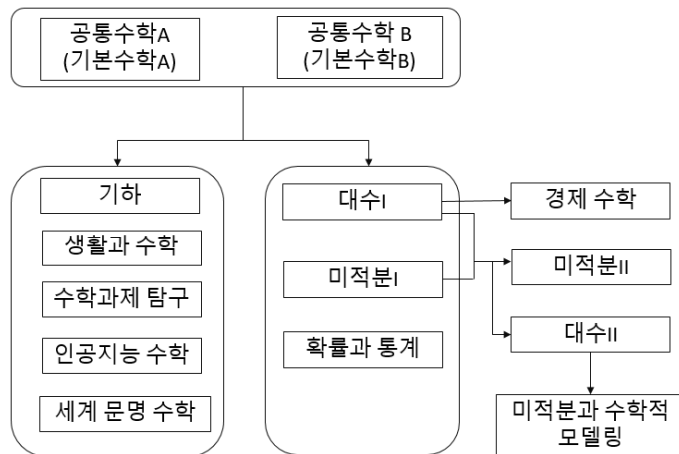 공통수학A
(기본수학A)
공통수학 B
(기본수학B)
기하
생활과 수학
수학과제 탐구
인공지능 수학
세계 문명 수학
대수I
미적분I
확률과 통계
경제 수학
미적분II
대수II
미적분과 수학적
모델링